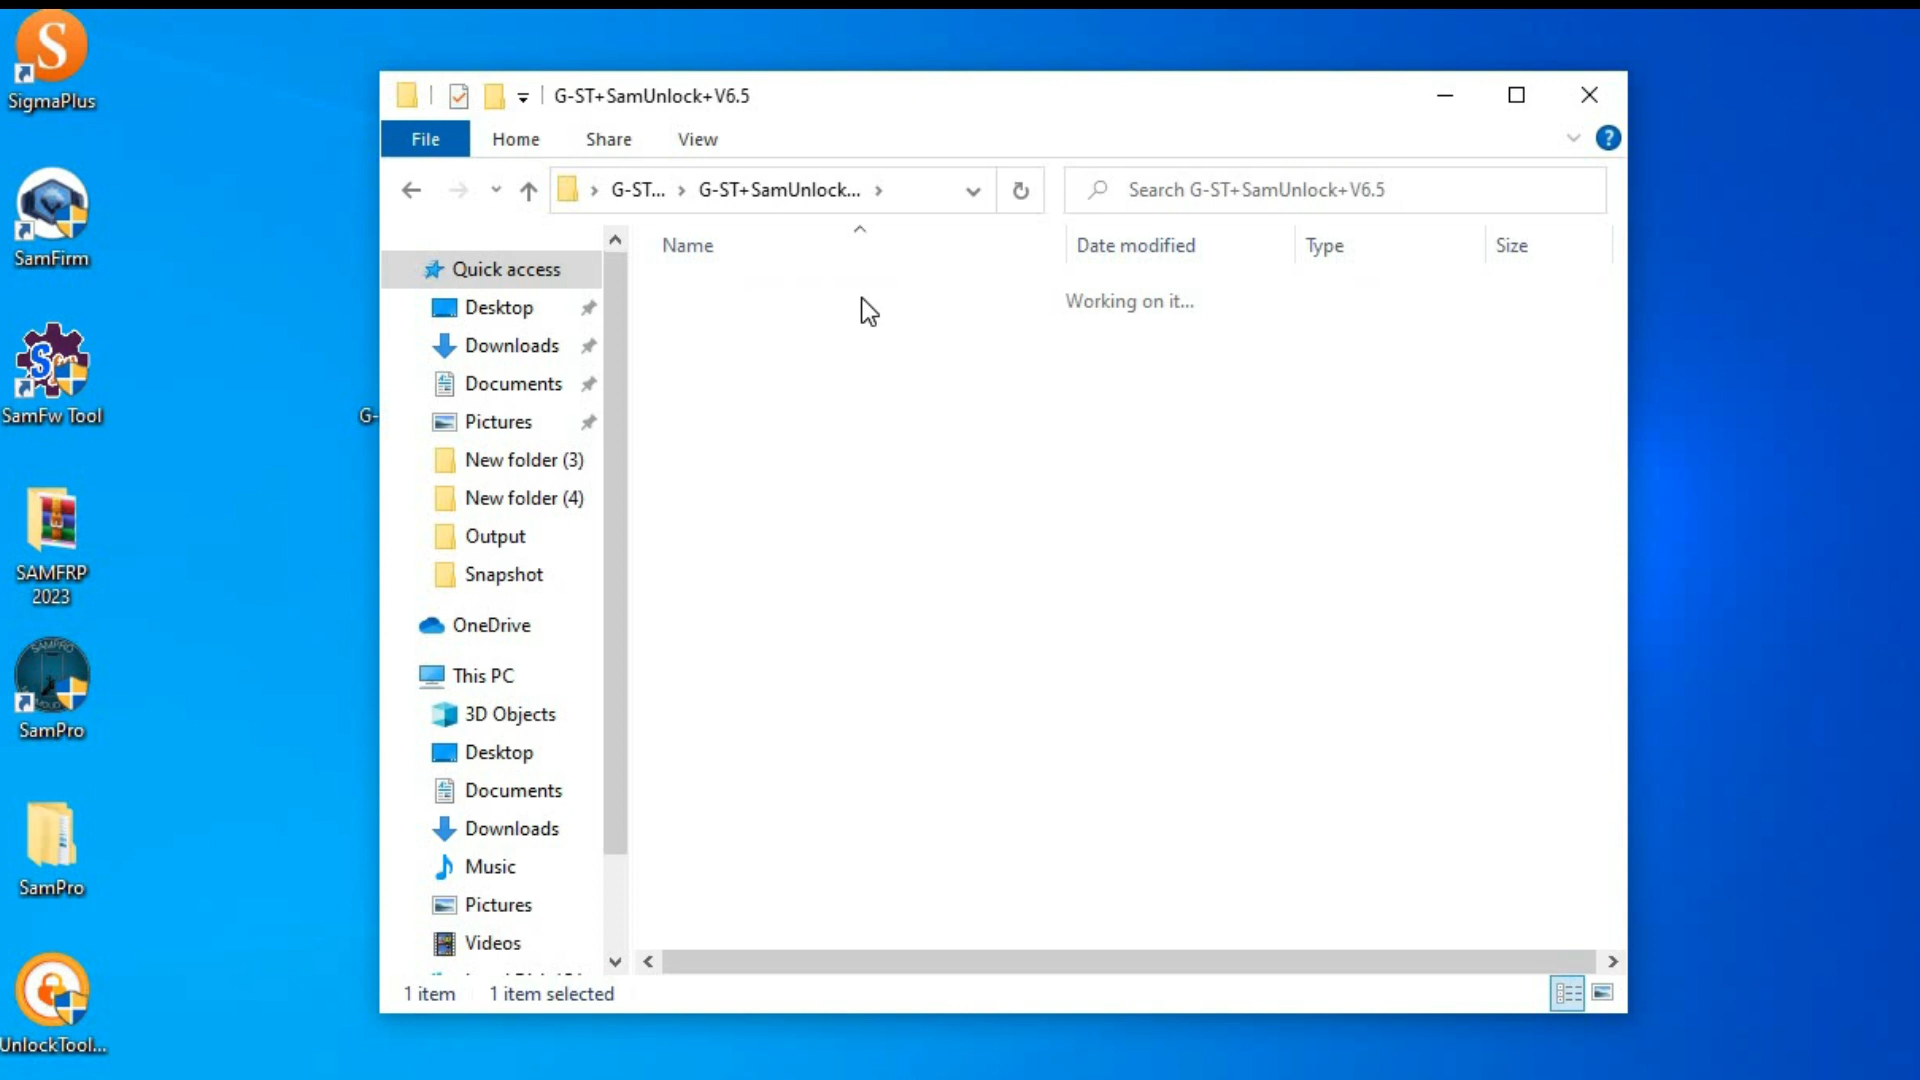 SigmaPlus
SamFirm
SamFw Tool
SAMFRP
2023
SamPro
SamPro
UnlockTool...
G-
G-ST+SamUnlock+V6.5
File Home Share View
G-ST... G-ST+SamUnlock... Search G-ST+SamUnlock+V6.5
Name Date modified Type Size
Working on it...
Quick access
Desktop
Downloads
Documents
Pictures
New folder (3)
New folder (4)
Output
Snapshot
OneDrive
This PC
3D Objects
Desktop
Documents
Downloads
Music
Pictures
Videos
1 item 1 item selected